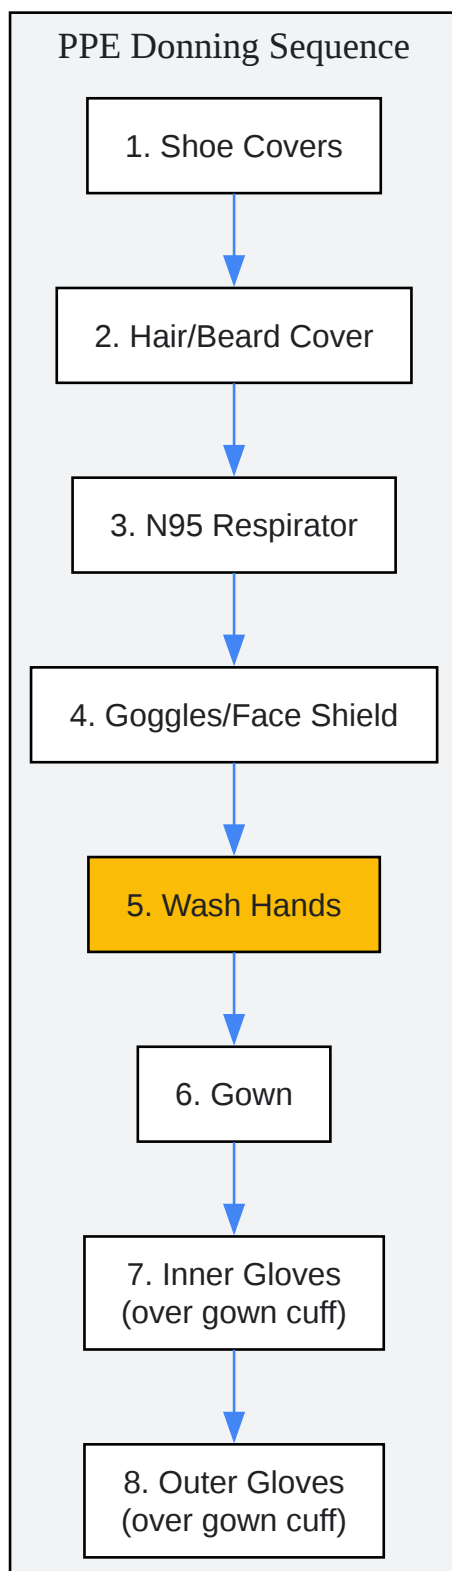 PPE Donning Sequence
1. Shoe Covers
2. Hair/Beard Cover
3. N95 Respirator
4. Goggles/Face Shield
5. Wash Hands
6. Gown
7. Inner Gloves
(over gown cuff)
8. Outer Gloves
(over gown cuff)